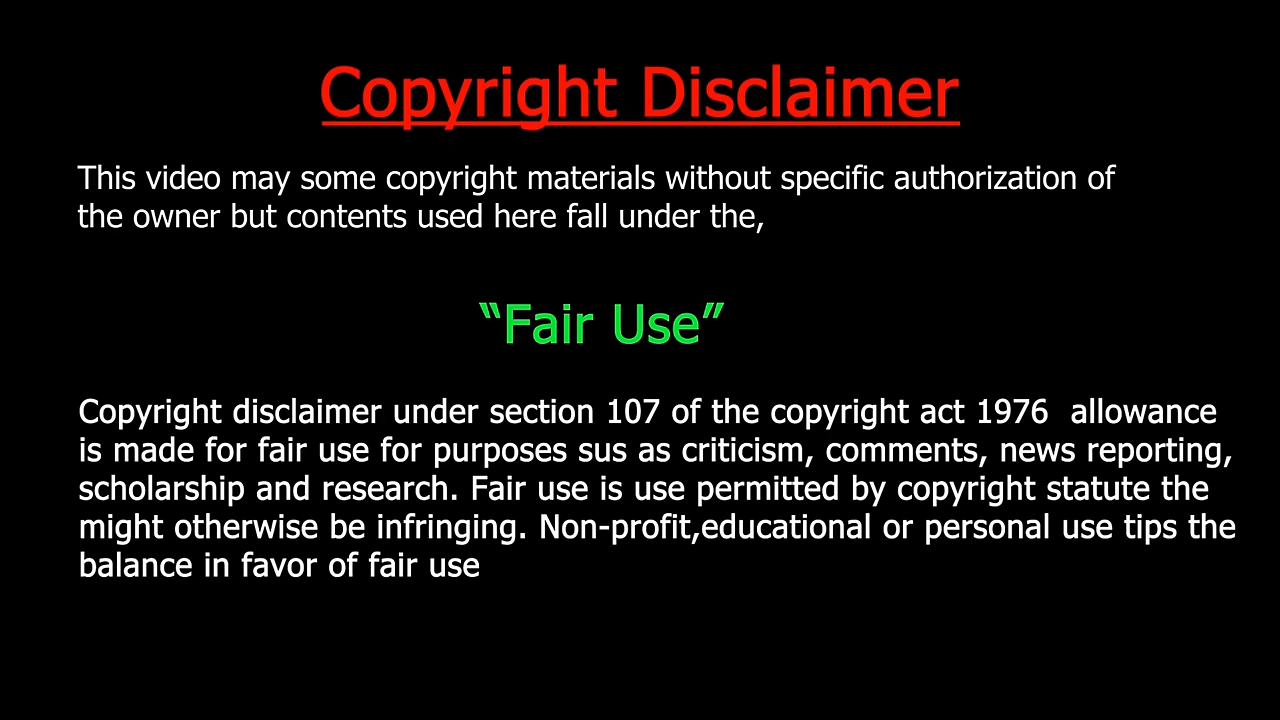 Copyright Disclaimer
This video may some copyright materials without specific authorization of
the owner but contents used here fall under the,
“Fair Use”
Copyright disclaimer under section 107 of the copyright act 1976  allowance
is made for fair use for purposes sus as criticism, comments, news reporting,
scholarship and research. Fair use is use permitted by copyright statute the
might otherwise be infringing. Non-profit,educational or personal use tips the
balance in favor of fair use